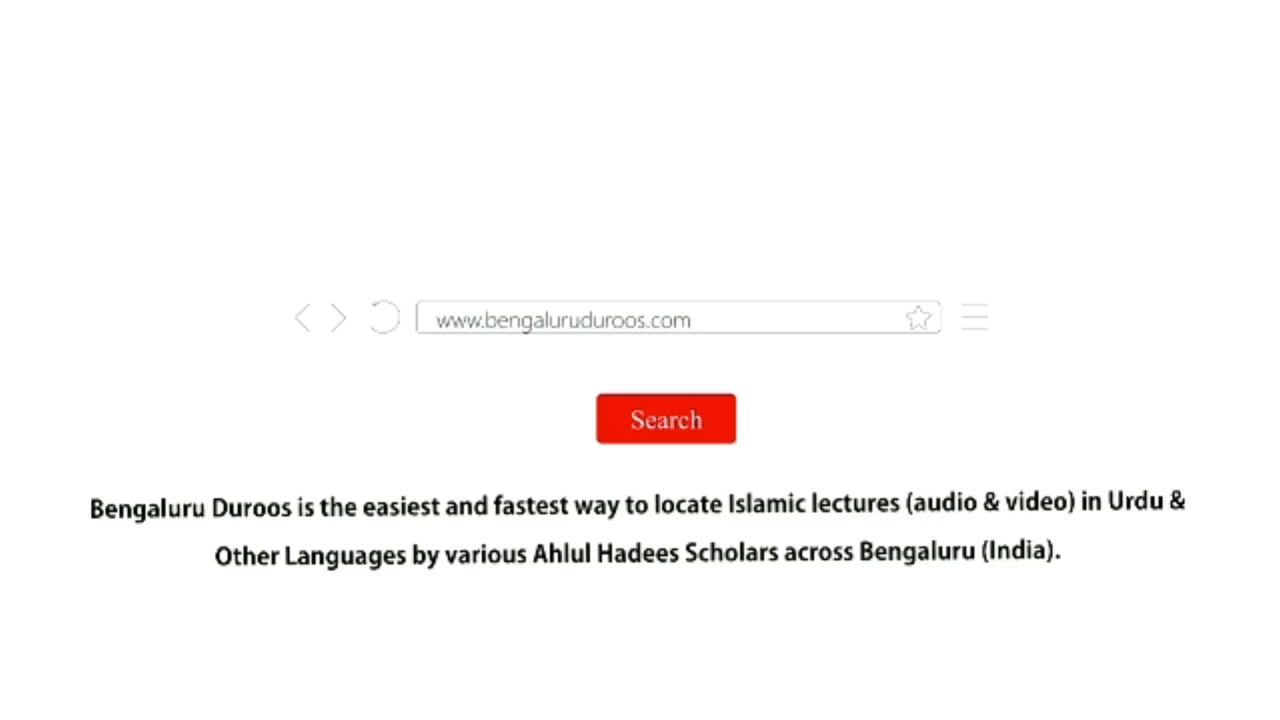 www.bengaluruduroos.com
Search
Bengaluru Duroos is the easiest and fastest way to locate Islamic lectures (audio & video) in Urdu &
Other Languages by various Ahlul Hadees Scholars across Bengaluru (India).